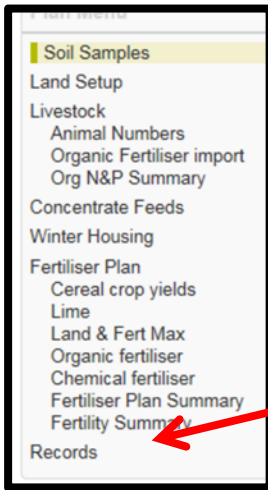 Plan Menu
Soil Samples
Land Setup
Livestock
Animal Numbers
Organic Fertiliser import
Org N&P Summary
Concentrate Feeds
Winter Housing
Fertiliser Plan
Cereal crop yields
Lime
Land & Fert Max
Organic fertiliser
Chemical fertiliser
Fertiliser Plan Summary
Fertility Summary
Records